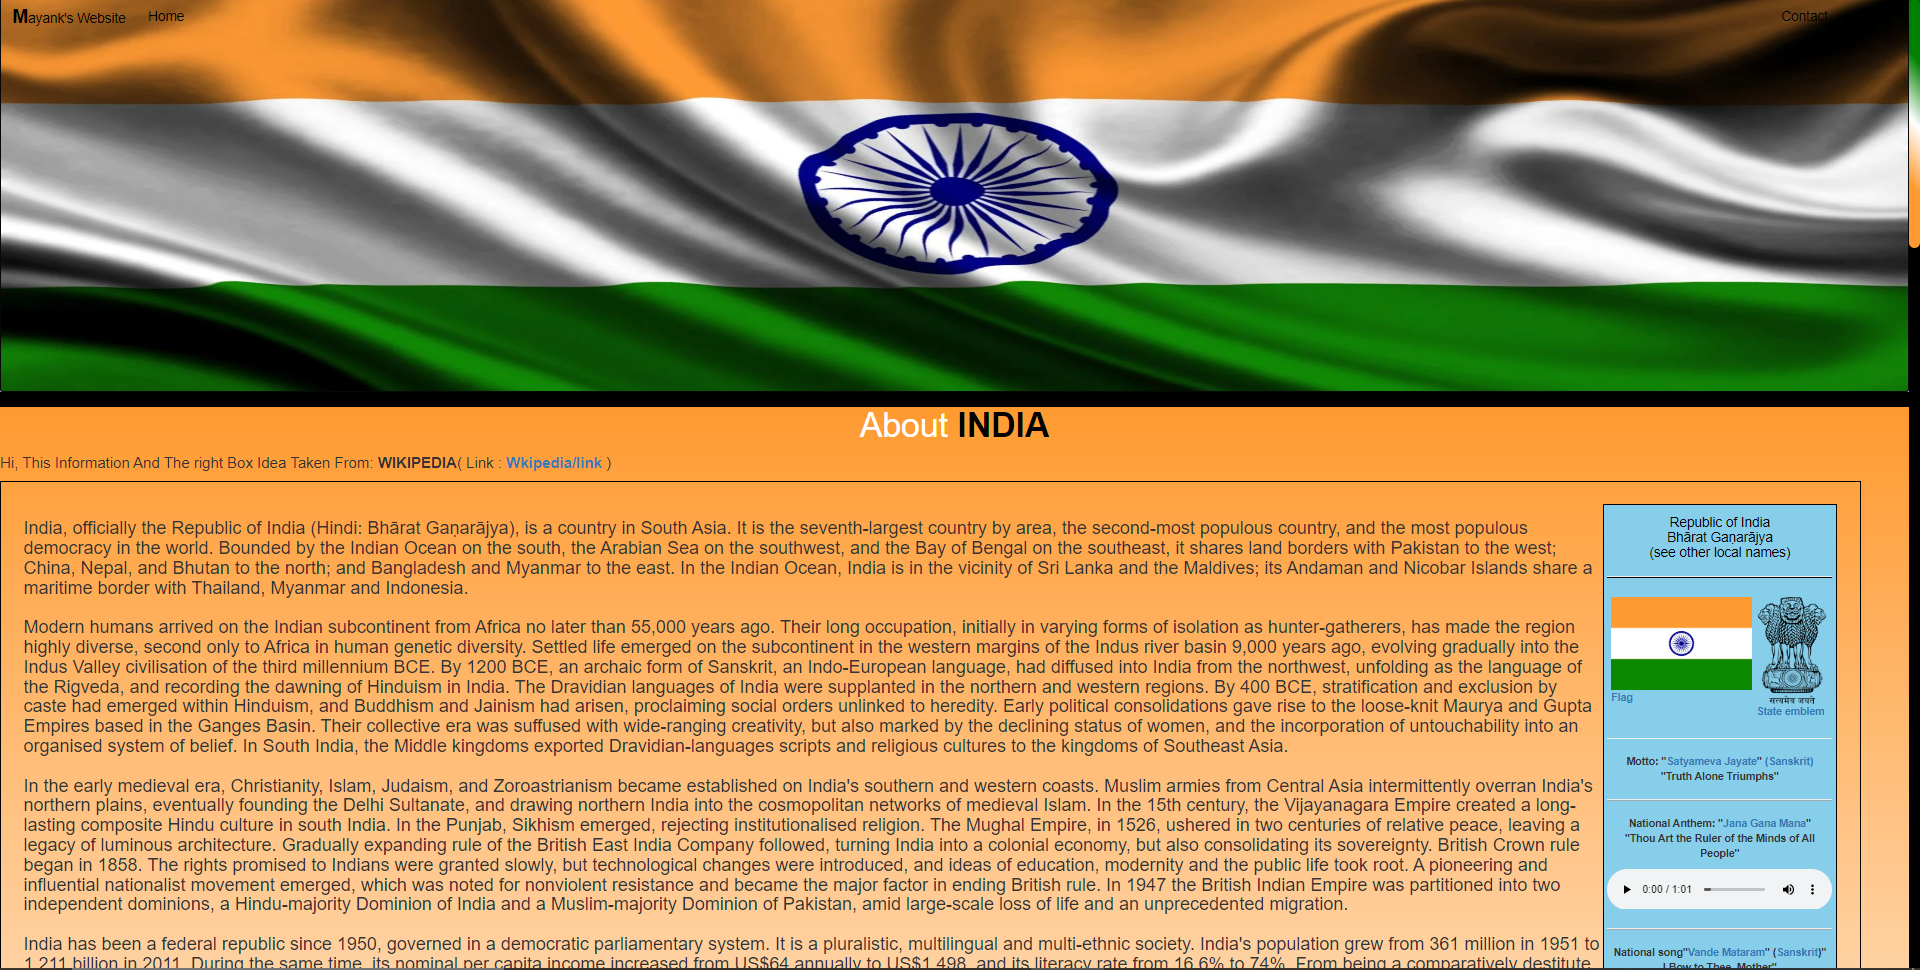 Mayank's Website Home Contact
About INDIA
Hi, This Information And The right Box Idea Taken From: WIKIPEDIA( Link : Wkipedia/link )
India, officially the Republic of India (Hindi: Bhārat Gaṇarājya), is a country in South Asia. It is the seventh-largest country by area, the second-most populous country, and the most populous
democracy in the world. Bounded by the Indian Ocean on the south, the Arabian Sea on the southwest, and the Bay of Bengal on the southeast, it shares land borders with Pakistan to the west;
China, Nepal, and Bhutan to the north; and Bangladesh and Myanmar to the east. In the Indian Ocean, India is in the vicinity of Sri Lanka and the Maldives; its Andaman and Nicobar Islands share a
maritime border with Thailand, Myanmar and Indonesia.
Modern humans arrived on the Indian subcontinent from Africa no later than 55,000 years ago. Their long occupation, initially in varying forms of isolation as hunter-gatherers, has made the region
highly diverse, second only to Africa in human genetic diversity. Settled life emerged on the subcontinent in the western margins of the Indus river basin 9,000 years ago, evolving gradually into the
Indus Valley civilisation of the third millennium BCE. By 1200 BCE, an archaic form of Sanskrit, an Indo-European language, had diffused into India from the northwest, unfolding as the language of
the Rigveda, and recording the dawning of Hinduism in India. The Dravidian languages of India were supplanted in the northern and western regions. By 400 BCE, stratification and exclusion by
caste had emerged within Hinduism, and Buddhism and Jainism had arisen, proclaiming social orders unlinked to heredity. Early political consolidations gave rise to the loose-knit Maurya and Gupta
Empires based in the Ganges Basin. Their collective era was suffused with wide-ranging creativity, but also marked by the declining status of women, and the incorporation of untouchability into an
organised system of belief. In South India, the Middle kingdoms exported Dravidian-languages scripts and religious cultures to the kingdoms of Southeast Asia.
In the early medieval era, Christianity, Islam, Judaism, and Zoroastrianism became established on India's southern and western coasts. Muslim armies from Central Asia intermittently overran India's
northern plains, eventually founding the Delhi Sultanate, and drawing northern India into the cosmopolitan networks of medieval Islam. In the 15th century, the Vijayanagara Empire created a long-
lasting composite Hindu culture in south India. In the Punjab, Sikhism emerged, rejecting institutionalised religion. The Mughal Empire, in 1526, ushered in two centuries of relative peace, leaving a
legacy of luminous architecture. Gradually expanding rule of the British East India Company followed, turning India into a colonial economy, but also consolidating its sovereignty. British Crown rule
began in 1858. The rights promised to Indians were granted slowly, but technological changes were introduced, and ideas of education, modernity and the public life took root. A pioneering and
influential nationalist movement emerged, which was noted for nonviolent resistance and became the major factor in ending British rule. In 1947 the British Indian Empire was partitioned into two
independent dominions, a Hindu-majority Dominion of India and a Muslim-majority Dominion of Pakistan, amid large-scale loss of life and an unprecedented migration.
India has been a federal republic since 1950, governed in a democratic parliamentary system. It is a pluralistic, multilingual and multi-ethnic society. India's population grew from 361 million in 1951 to
1.211 billion in 2011. During the same time, its nominal per capita income increased from US$64 annually to US$1,498, and its literacy rate from 16.6% to 74%. From being a comparatively destitute
Republic of India
Bhārat Gaṇarājya
(see other local names)
सत्यमेव जयते
Flag
State emblem
Motto: "Satyameva Jayate" (Sanskrit)
"Truth Alone Triumphs"
National Anthem: "Jana Gana Mana"
"Thou Art the Ruler of the Minds of All
People"
0:00 / 1:01
National song"Vande Mataram" (Sanskrit)"
I Bow to Thee, Mother"